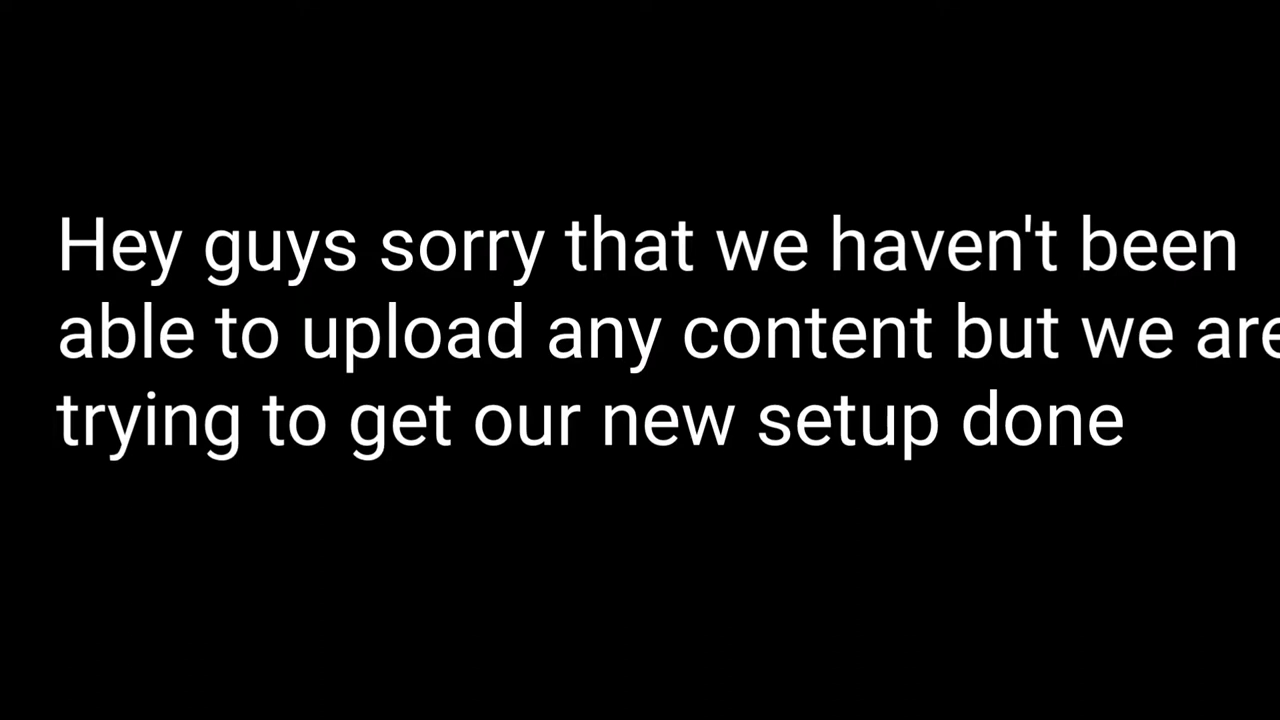 Hey guys sorry that we haven't been
able to upload any content but we are
trying to get our new setup done